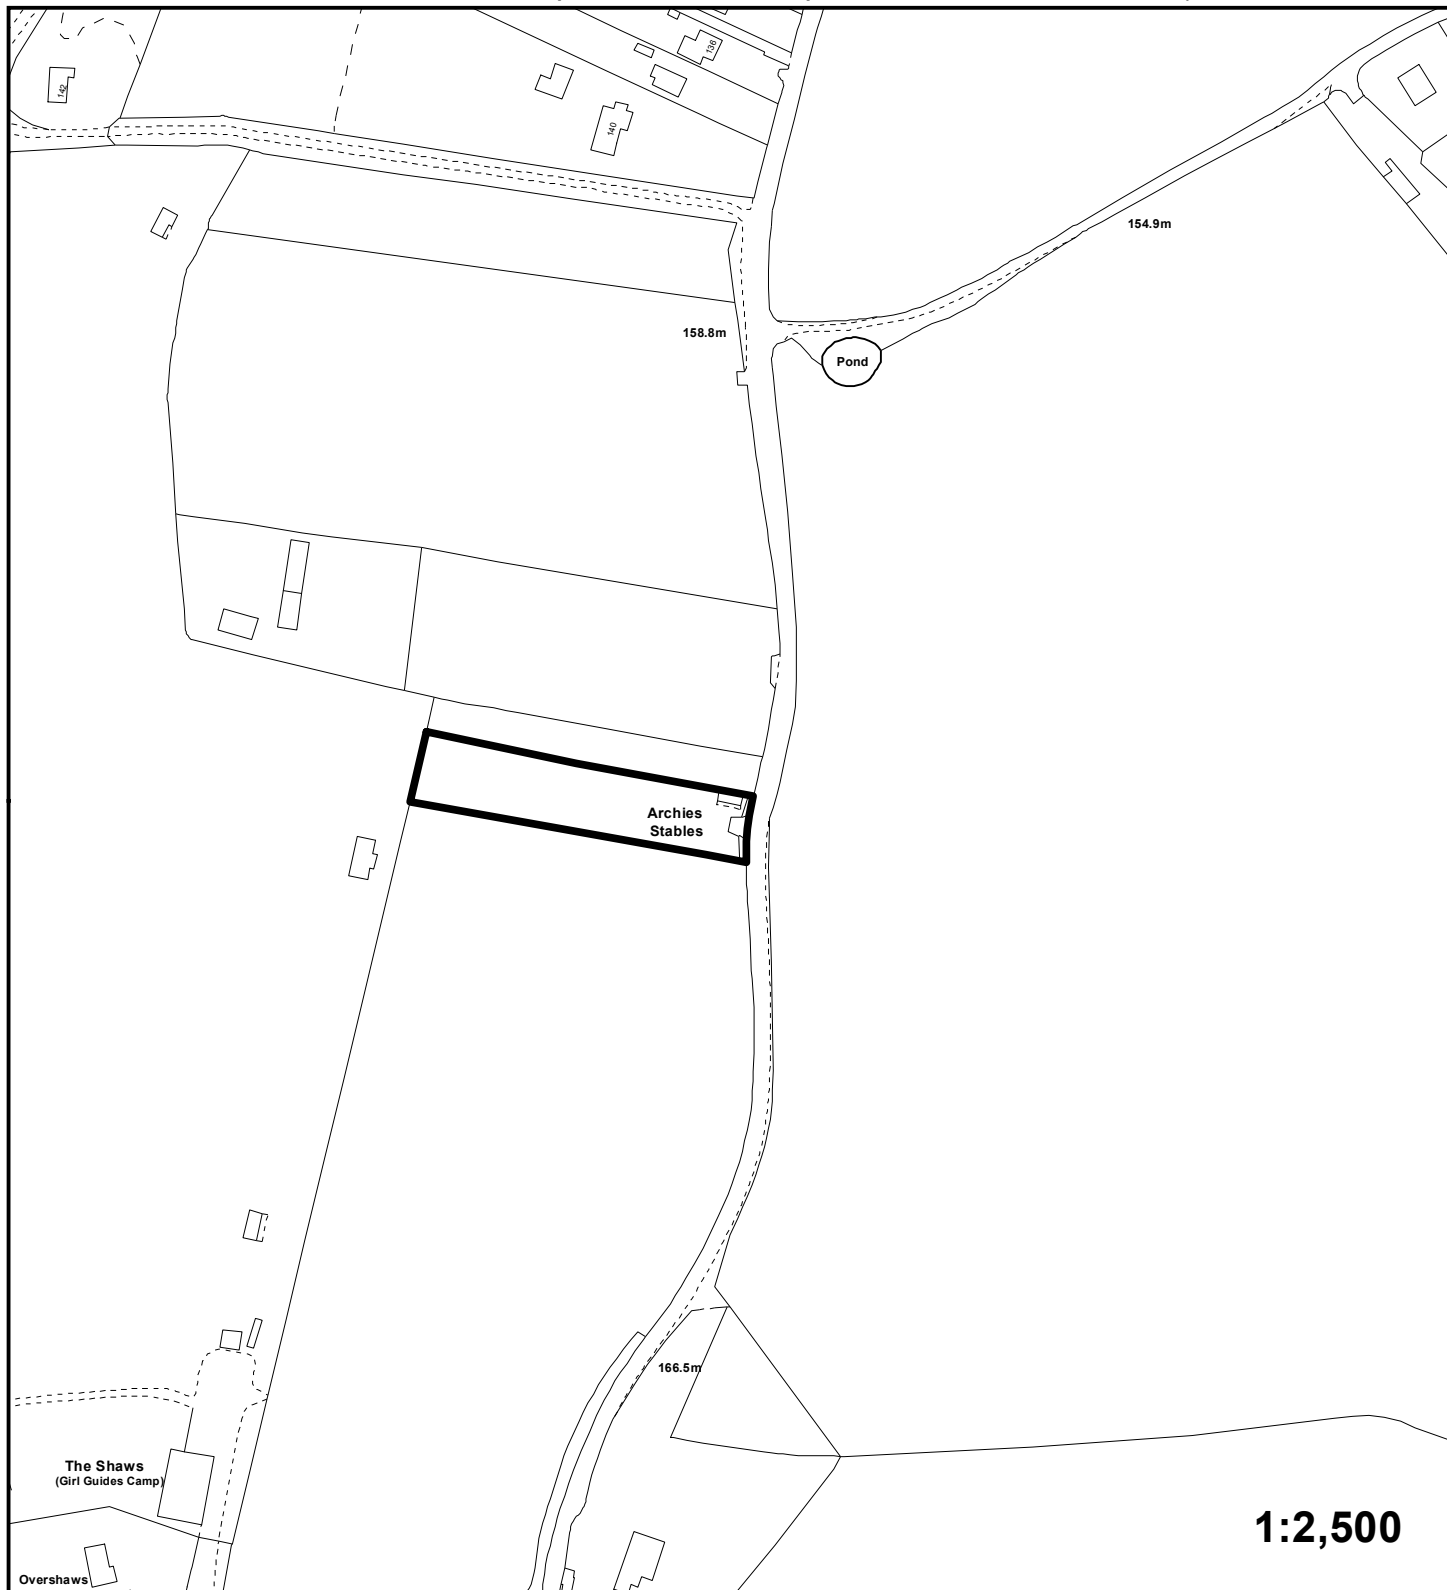 138
142
140
154.9m
158.8m
Pond
Archies
Stables
166.5m
The Shaws
(Girl Guides Camp)
1:2,500
Overshaws